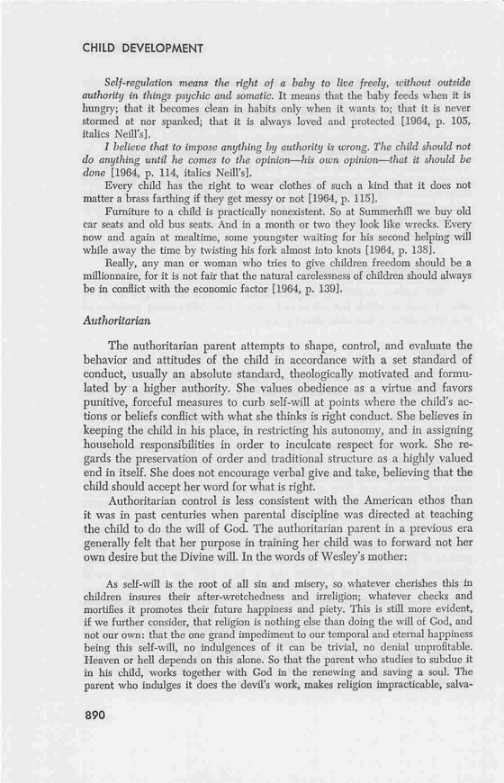 CHILD DEVELOPMENT
Self-regulation means the right of a baby to live freely, without outside
authority in things psychic and somatic. It means that the baby feeds when it is
hungry; that it becomes clean in habits only when it wants to; that it is never
stormed at nor spanked; that it is always loved and protected [1964, p. 105,
italics Neill's].
I believe that to impose anything by authority is wrong. The child should not
do anything until he comes to the opinion—his own opinion—that it should be
done [1964, p. 114, italics Neill's].
Every child has the right to wear clothes of such a kind that it does not
matter a brass farthing if they get messy or not [1964, p. 115].
Furniture to a child is practically nonexistent. So at Summerhill we buy old
car seats and old bus seats. And in a month or two they look like wrecks. Every
now and again at mealtime, some youngster waiting for his second helping will
while away the time by twisting his fork almost into knots [1964, p. 138].
Really, any man or woman who tries to give children freedom should be a
millionnaire, for it is not fair that the natural carelessness of children should always
be in conflict with the economic factor [1964, p. 139].
Authoritarian
The authoritarian parent attempts to shape, control, and evaluate the
behavior and attitudes of the child in accordance with a set standard of
conduct, usually an absolute standard, theologically motivated and formu-
lated by a higher authority. She values obedience as a virtue and favors
punitive, forceful measures to curb self-will at points where the child's ac-
tions or beliefs conflict with what she thinks is right conduct. She believes in
keeping the child in his place, in restricting his autonomy, and in assigning
household responsibilities in order to inculcate respect for work. She re-
gards the preservation of order and traditional structure as a highly valued
end in itself. She does not encourage verbal give and take, believing that the
child should accept her word for what is right.
Authoritarian control is less consistent with the American ethos than
it was in past centuries when parental discipline was directed at teaching
the child to do the will of God. The authoritarian parent in a previous era
generally felt that her purpose in training her child was to forward not her
own desire but the Divine will. In the words of Wesley's mother:
As self-will is the root of all sin and misery, so whatever cherishes this in
children insures their after-wretchedness and irreligion; whatever checks and
mortifies it promotes their future happiness and piety. This is still more evident,
if we further consider, that religion is nothing else than doing the will of God, and
not our own: that the one grand impediment to our temporal and eternal happiness
being this self-will, no indulgences of it can be trivial, no denial unprofitable.
Heaven or hell depends on this alone. So that the parent who studies to subdue it
in his child, works together with God in the renewing and saving a soul. The
parent who indulges it does the devil's work, makes religion impracticable, salva-
890